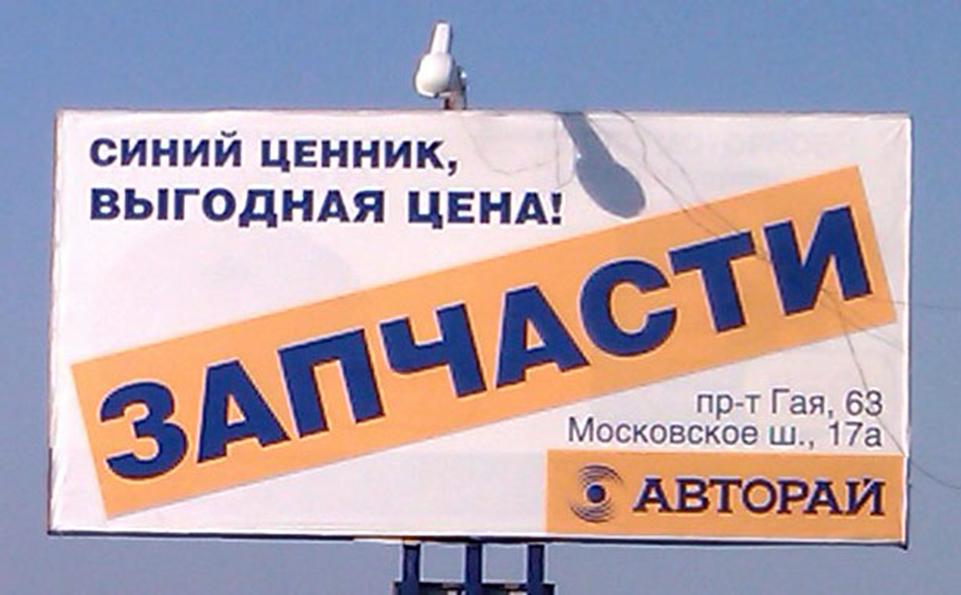 СИНИЙ ЦЕННИК,
ВЫГОДНАЯ ЦЕНА!
ЗАПЧАСТИ
пр-т Гая, 63
Московское ш., 17а
АВТОРАЙ